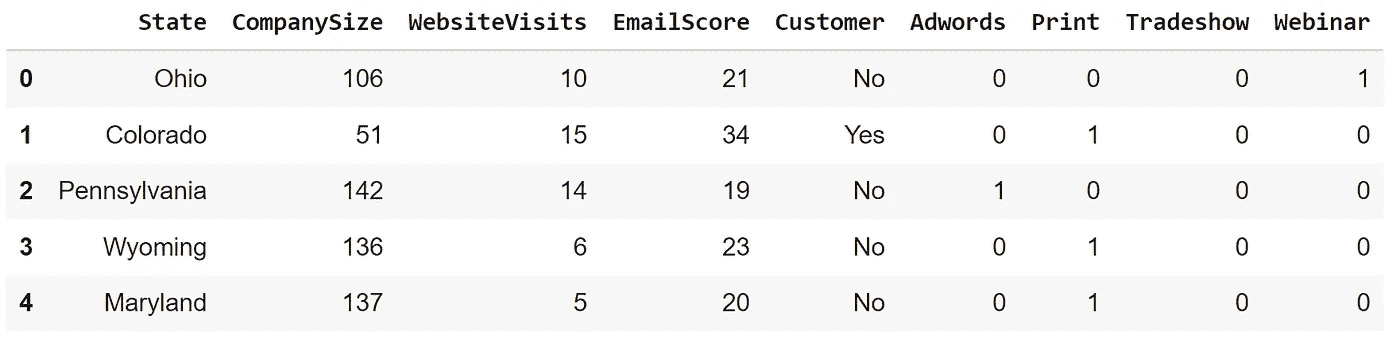 State CompanySize WebsiteVisits EmailScore Customer Adwords Print Tradeshow Webinar
0 Ohio 106 10 21 No 0 0 0 1
1 Colorado 51 15 34 Yes 0 1 0 0
2 Pennsylvania 142 14 19 No 1 0 0 0
3 Wyoming 136 6 23 No 0 1 0 0
4 Maryland 137 5 20 No 0 1 0 0